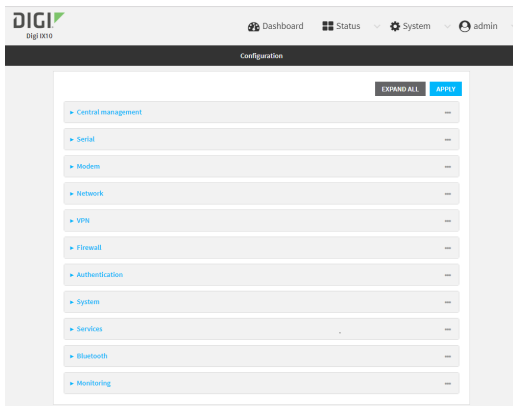 DIGI
Digi IX10
Dashboard Status System admin
Configuration
EXPAND ALL APPLY
Central management
Serial
Modem
Network
VPN
Firewall
Authentication
System
Services
Bluetooth
Monitoring